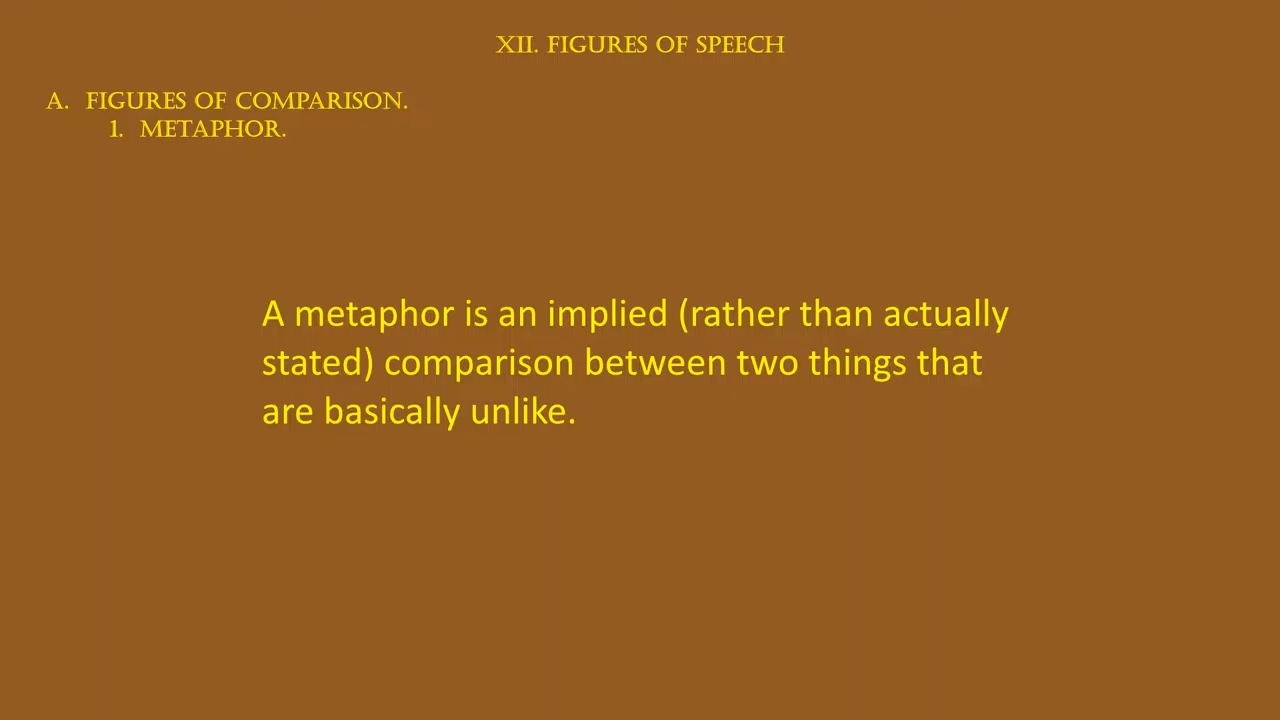 XII. FIGURES OF SPEECH
A. FIGURES OF COMPARISON.
1. METAPHOR.
A metaphor is an implied (rather than actually
stated) comparison between two things that
are basically unlike.